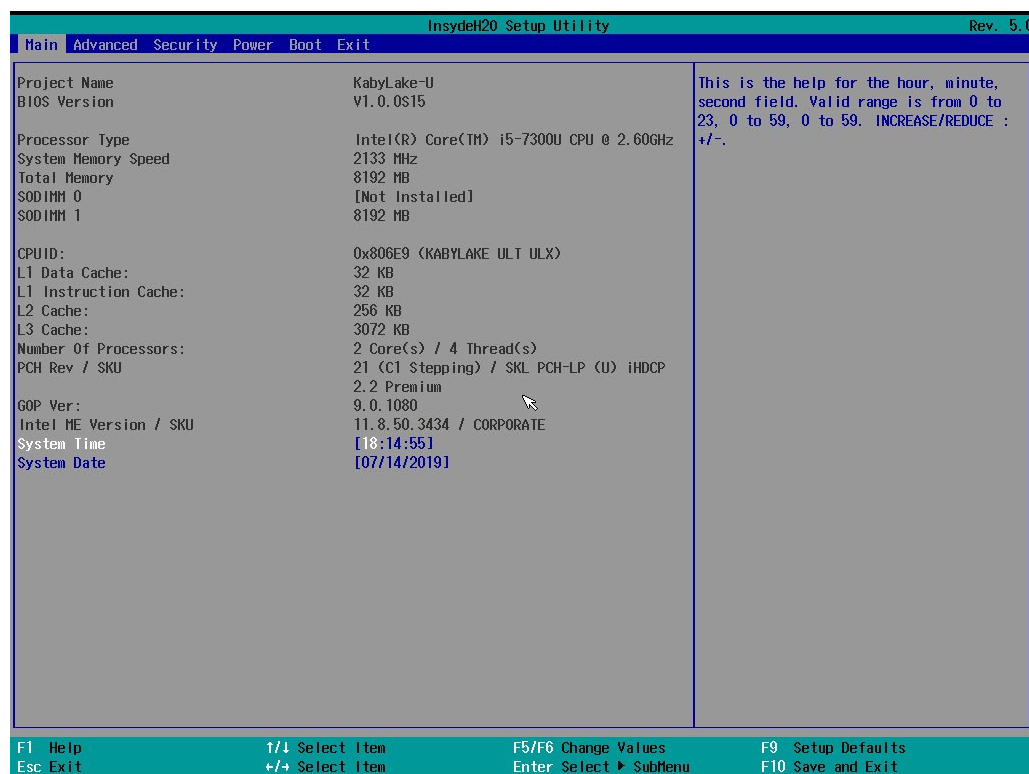 InsydeH20 Setup Utility Rev. 5.0
Main Advanced Security Power Boot Exit
Project Name KabyLake-U
BIOS Version V1.0.0S15
Processor Type Intel(R) Core(TM) i5-7300U CPU @ 2.60GHz
System Memory Speed 2133 MHz
Total Memory 8192 MB
SODIMM 0 [Not Installed]
SODIMM 1 8192 MB
CPUID: 0x806E9 (KABYLAKE ULT ULX)
L1 Data Cache: 32 KB
L1 Instruction Cache: 32 KB
L2 Cache: 256 KB
L3 Cache: 3072 KB
Number Of Processors: 2 Core(s) / 4 Thread(s)
PCH Rev / SKU 21 (C1 Stepping) / SKL PCH-LP (U) iHDCP
2.2 Premium
GOP Ver: 9.0.1080
Intel ME Version / SKU 11.8.50.3434 / CORPORATE
System Time [18:14:55]
System Date [07/14/2019]
This is the help for the hour, minute,
second field. Valid range is from 0 to
23, 0 to 59, 0 to 59. INCREASE/REDUCE :
+/-.
F1 Help ↑/↓ Select Item F5/F6 Change Values F9 Setup Defaults
Esc Exit ←/→ Select Item Enter Select ▶ SubMenu F10 Save and Exit